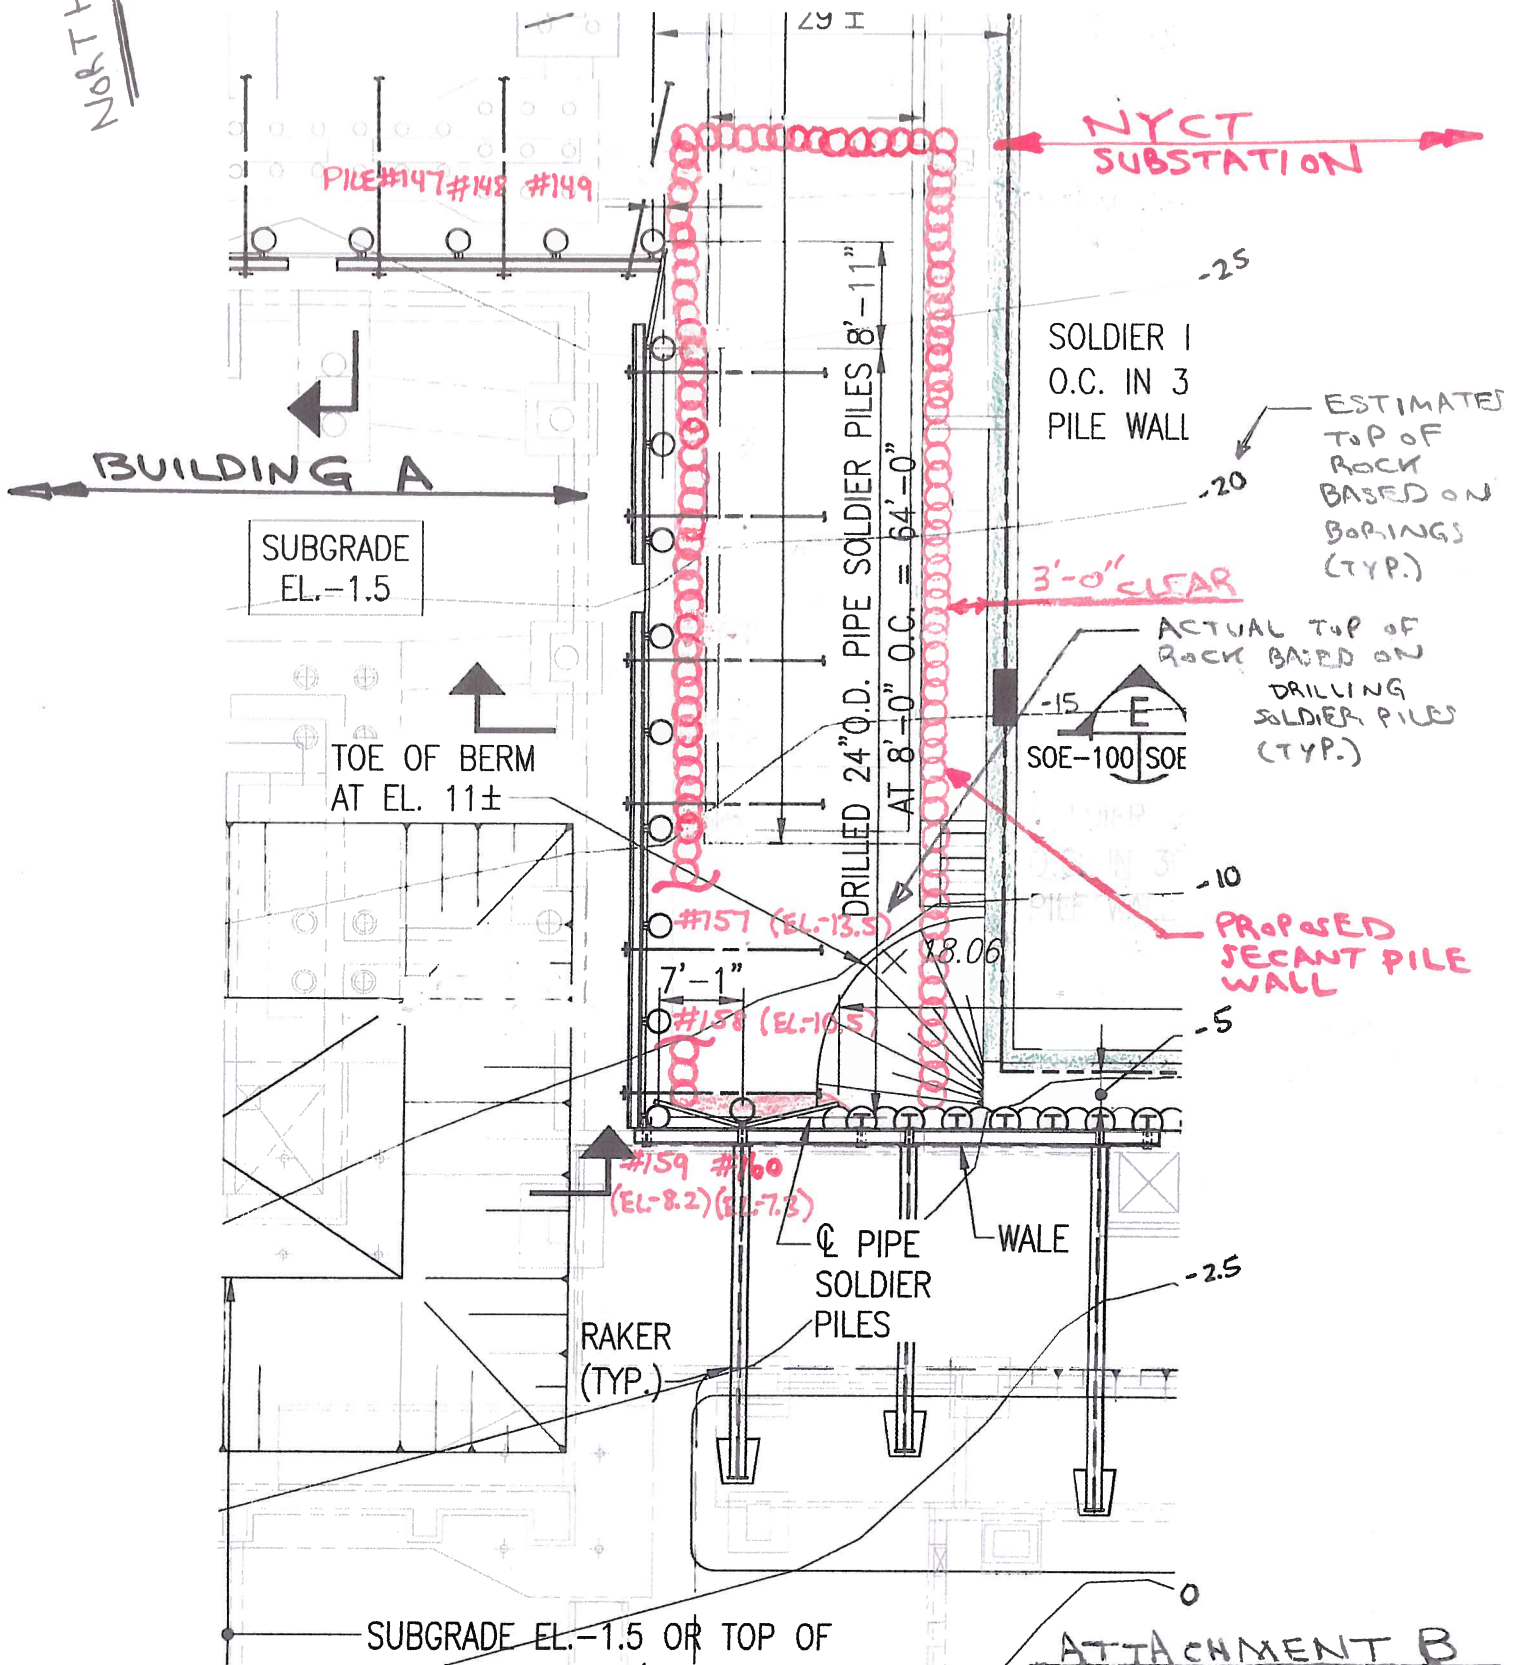 NORTH
29'±
NYCT
SUBSTATION
PILE#147 #148 #149
-25
SOLDIER
O.C. IN 3
PILE WALL
ESTIMATES
TOP OF
ROCK
BASED ON
BORINGS
(TYP.)
BUILDING A
-20
SUBGRADE
EL.-1.5
8'-11"
DRILLED 24"O.D. PIPE SOLDIER PILES
AT 8'-0" O.C. = 64'-0"
3'-0" CLEAR
ACTUAL TOP OF
ROCK BASED ON
DRILLING
SOLDIER PILES
(TYP.)
-15
E
SOE-100 SOE
TOE OF BERM
AT EL. 11±
-10
#157 (EL-13.5)
18.06
PROPOSED
SECANT PILE
WALL
7'-1"
#158 (EL-10.5)
-5
#159 #160
(EL-8.2) (EL-7.3)
℄ PIPE
SOLDIER
PILES
WALE
-2.5
RAKER
(TYP.)
0
SUBGRADE EL.-1.5 OR TOP OF
ATTACHMENT B